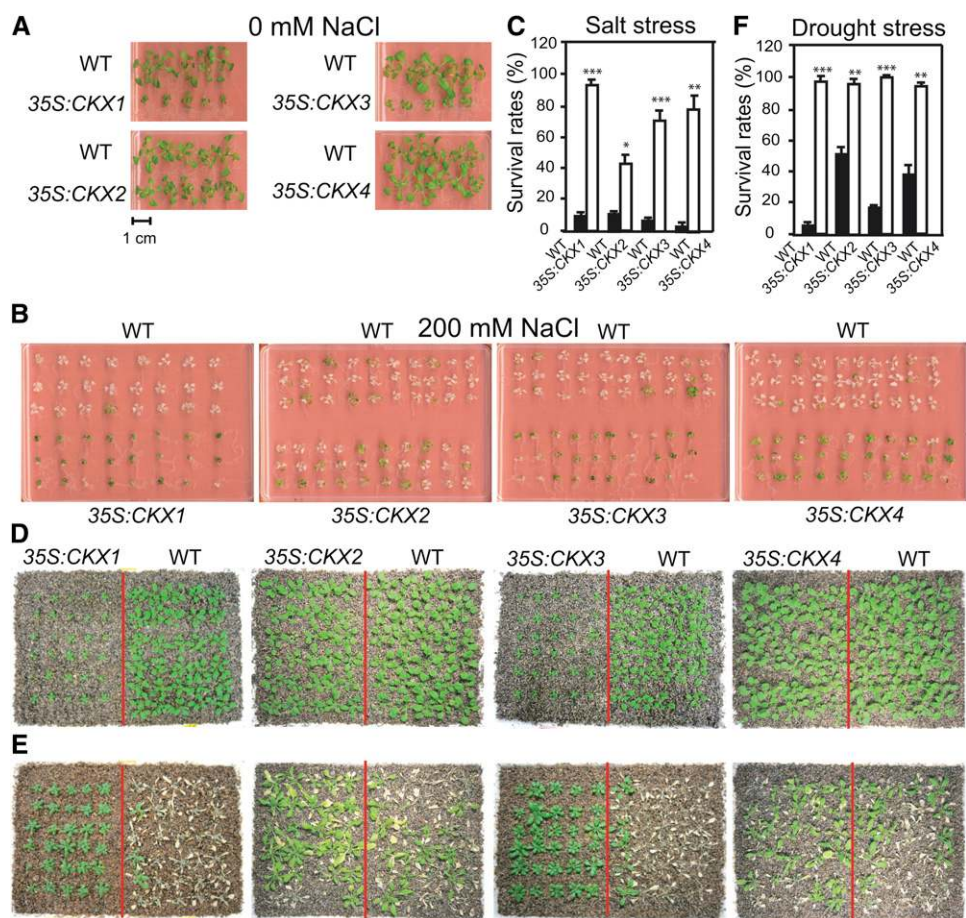 A
0 mM NaCl
WT
35S:CKX1
WT
35S:CKX2
1 cm
WT
35S:CKX3
WT
35S:CKX4
C
Salt stress
Survival rates (%)
120
100
80
60
40
20
0
***
*
***
**
WT
35S:CKX1
WT
35S:CKX2
WT
35S:CKX3
WT
35S:CKX4
F
Drought stress
Survival rates (%)
120
100
80
60
40
20
0
***
**
***
**
WT
35S:CKX1
WT
35S:CKX2
WT
35S:CKX3
WT
35S:CKX4
B
200 mM NaCl
WT
WT
WT
WT
35S:CKX1
35S:CKX2
35S:CKX3
35S:CKX4
D
35S:CKX1 WT
35S:CKX2 WT
35S:CKX3 WT
35S:CKX4 WT
E